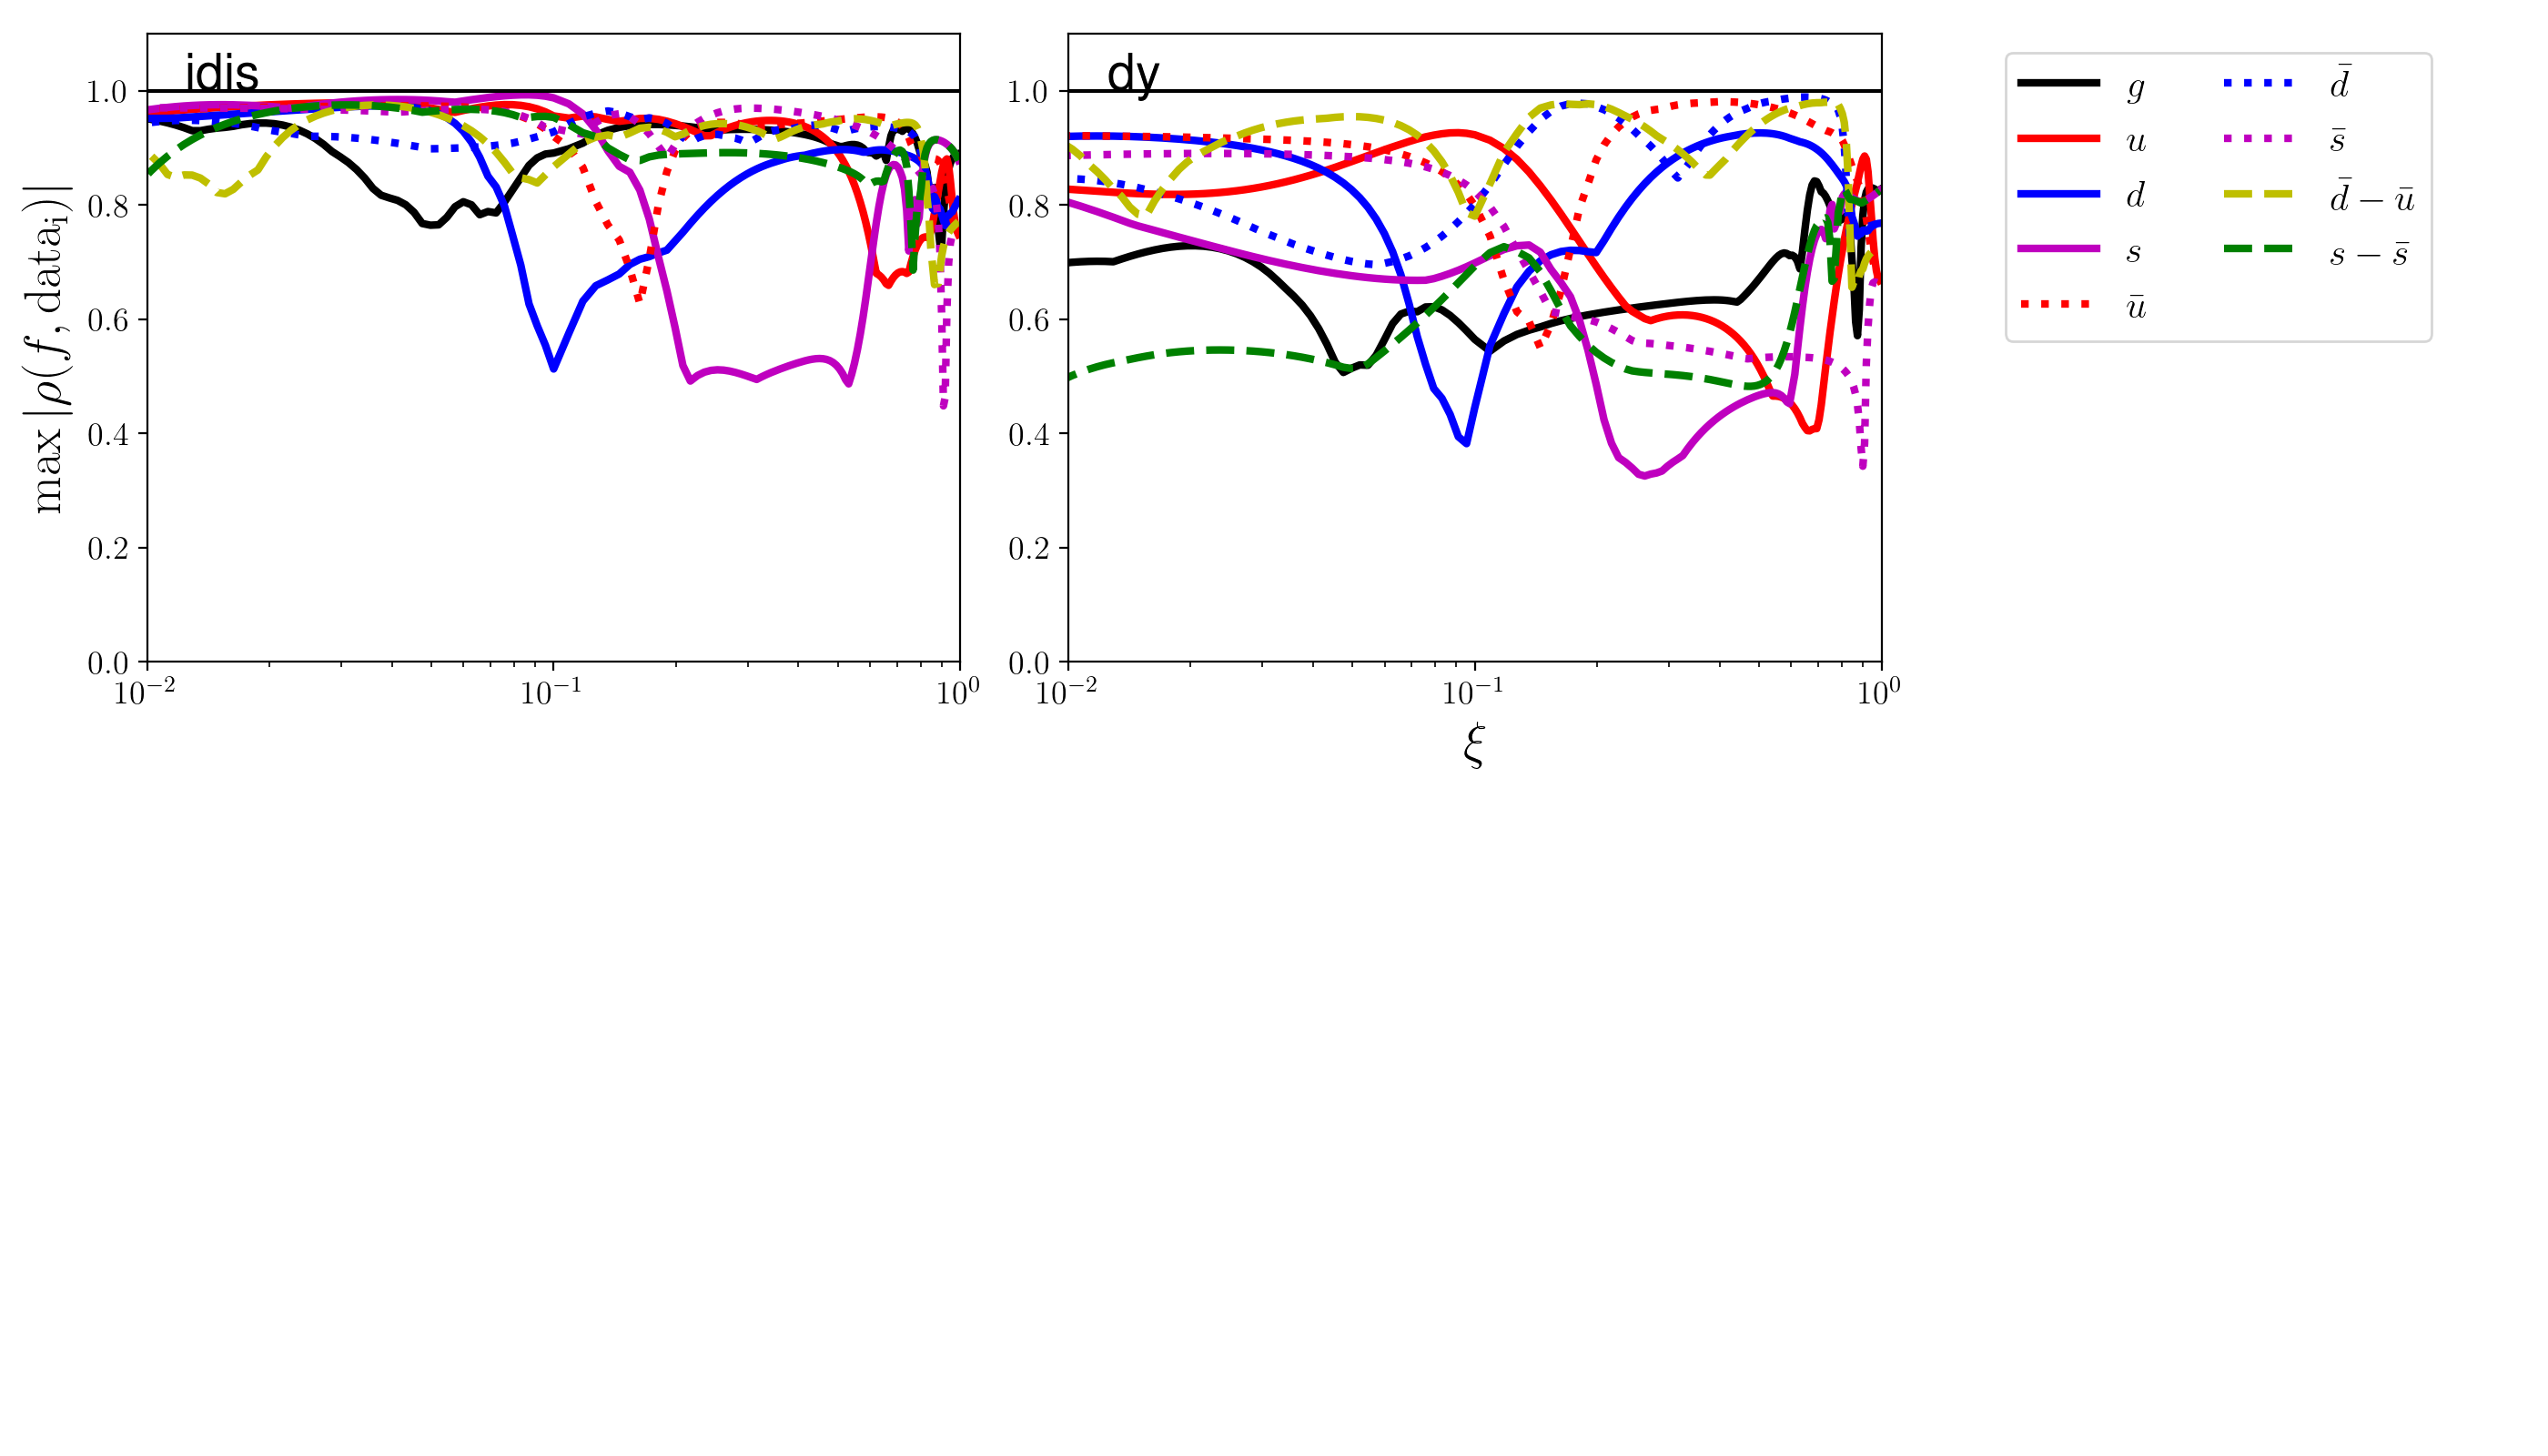 idis
dy
max |ρ(f, data_i)|
1.0
0.8
0.6
0.4
0.2
0.0
10^−2
10^−1
10^0
1.0
0.8
0.6
0.4
0.2
0.0
10^−2
10^−1
10^0
ξ
g
u
d
s
ū
d̄
s̄
d̄ − ū
s − s̄